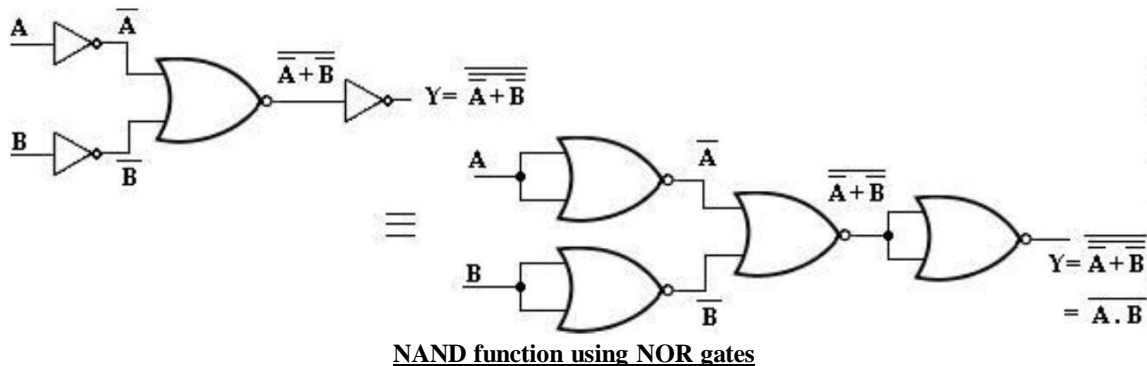 A
A̅
B
B̅
‾‾(A̅ + B̅)
Y= ‾‾‾‾(‾‾(A̅ + B̅))
A
A̅
≡
B
B̅
‾‾(A̅ + B̅)
Y= ‾‾‾‾(‾‾(A̅ + B̅))
= ‾‾(A . B)
NAND function using NOR gates